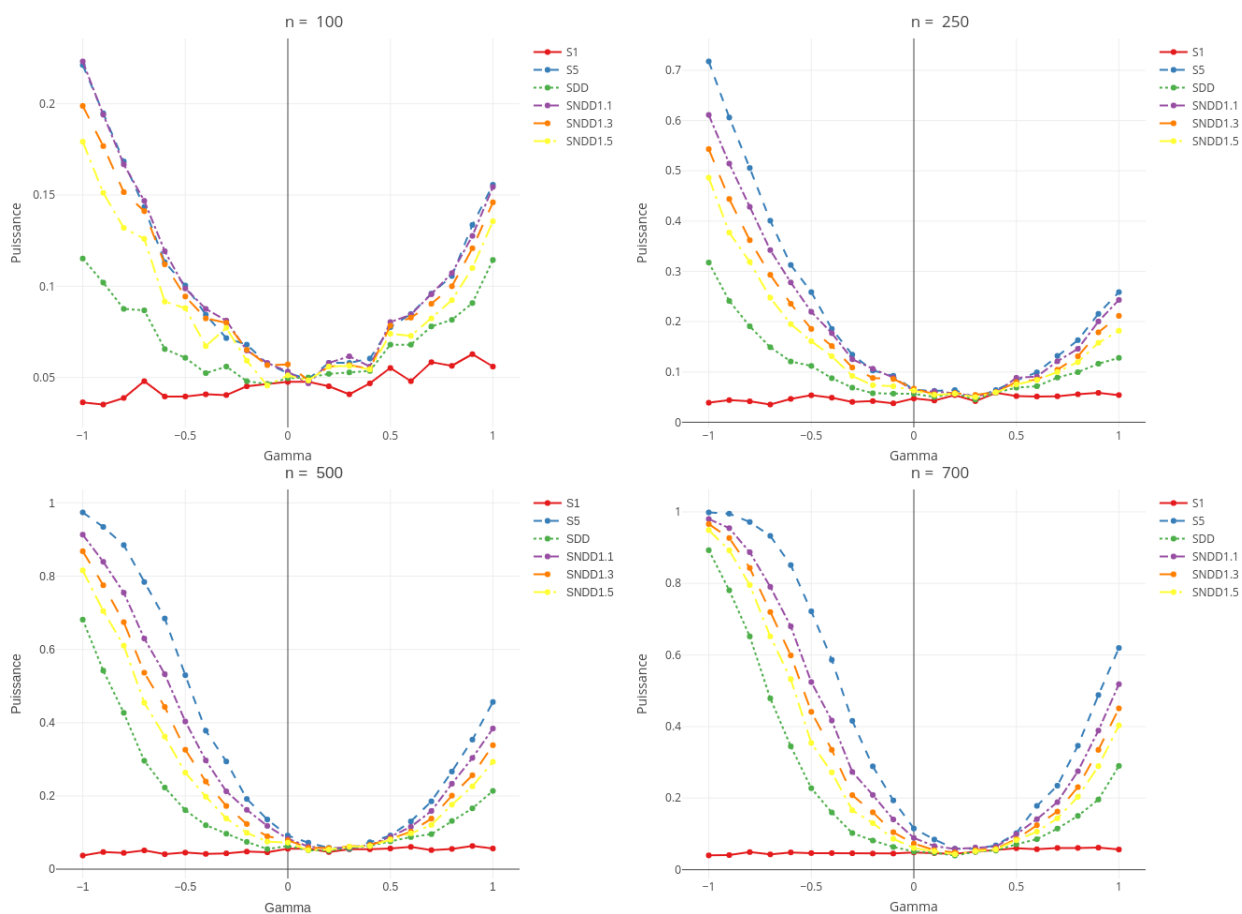 n = 100
S1
S5
SDD
SNDD1.1
SNDD1.3
SNDD1.5
Puissance
0.2
0.15
0.1
0.05
−1
−0.5
0
0.5
1
Gamma
n = 250
S1
S5
SDD
SNDD1.1
SNDD1.3
SNDD1.5
Puissance
0.7
0.6
0.5
0.4
0.3
0.2
0.1
0
−1
−0.5
0
0.5
1
Gamma
n = 500
S1
S5
SDD
SNDD1.1
SNDD1.3
SNDD1.5
Puissance
1
0.8
0.6
0.4
0.2
0
−1
−0.5
0
0.5
1
Gamma
n = 700
S1
S5
SDD
SNDD1.1
SNDD1.3
SNDD1.5
Puissance
1
0.8
0.6
0.4
0.2
0
−1
−0.5
0
0.5
1
Gamma